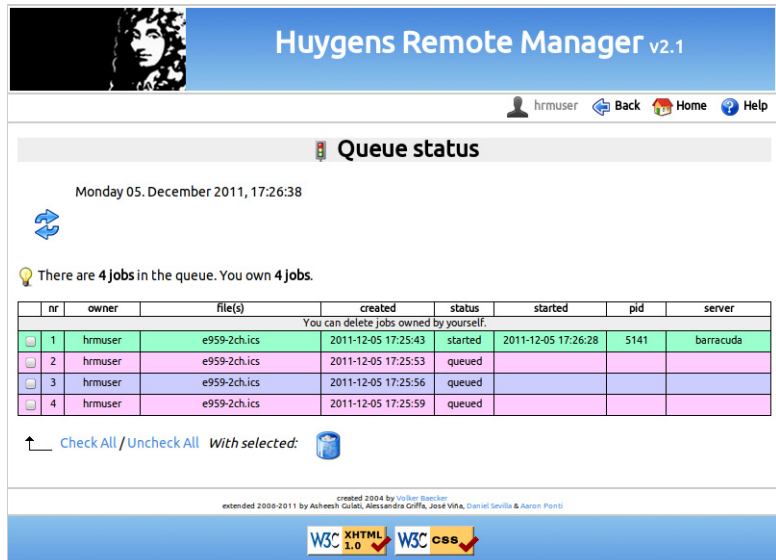 Huygens Remote Manager v2.1
hrmuser Back Home Help
Queue status
Monday 05. December 2011, 17:26:38
There are 4 jobs in the queue. You own 4 jobs.
nr owner file(s) created status started pid server
You can delete jobs owned by yourself.
1 hrmuser e959-2ch.ics 2011-12-05 17:25:43 started 2011-12-05 17:26:28 5141 barracuda
2 hrmuser e959-2ch.ics 2011-12-05 17:25:53 queued
3 hrmuser e959-2ch.ics 2011-12-05 17:25:56 queued
4 hrmuser e959-2ch.ics 2011-12-05 17:25:59 queued
Check All / Uncheck All With selected:
created 2004 by Volker Baecker
extended 2006-2011 by Asheesh Gulati, Alessandra Griffa, José Viña, Daniel Sevilla & Aaron Ponti
W3C XHTML 1.0 W3C css